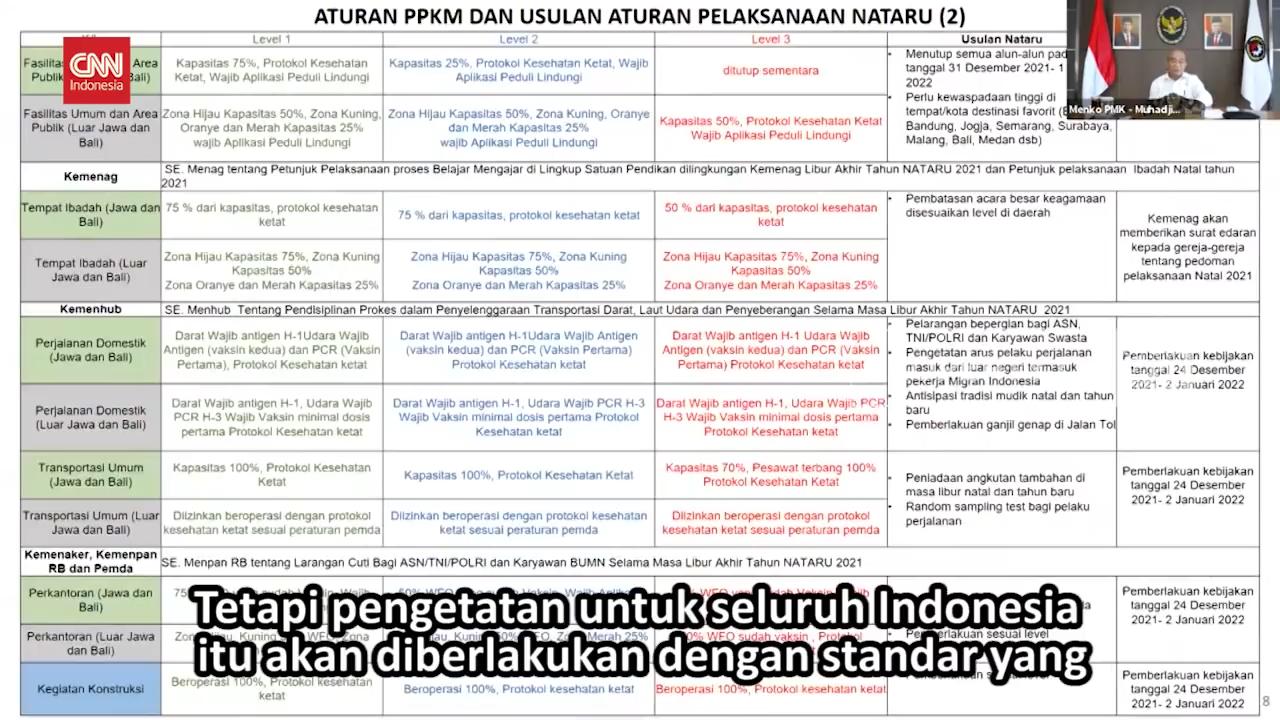 ATURAN PPKM DAN USULAN ATURAN PELAKSANAAN NATARU (2)
Level 1
Level 2
Level 3
Usulan Nataru
CNN
Indonesia
Menko PMK - Muhadji...
Fasilitas
Area
Publik
Bali)
Kapasitas 75%, Protokol Kesehatan
Ketat, Wajib Aplikasi Peduli Lindungi
Kapasitas 25%, Protokol Kesehatan Ketat, Wajib
Aplikasi Peduli Lindungi
ditutup sementara
• Menutup semua alun-alun pad
tanggal 31 Desember 2021- 1
2022
• Perlu kewaspadaan tinggi di
tempat/kota destinasi favorit
Bandung, Jogja, Semarang, Surabaya,
Malang, Bali, Medan dsb)
Fasilitas Umum dan Area
Publik (Luar Jawa dan
Bali)
Zona Hijau Kapasitas 50%, Zona Kuning,
Oranye dan Merah Kapasitas 25%
wajib Aplikasi Peduli Lindungi
Zona Hijau Kapasitas 50%, Zona Kuning, Oranye
dan Merah Kapasitas 25%
wajib Aplikasi Peduli Lindungi
Kapasitas 50%, Protokol Kesehatan Ketat
Wajib Aplikasi Peduli Lindungi
Kemenag
SE. Menag tentang Petunjuk Pelaksanaan proses Belajar Mengajar di Lingkup Satuan Pendikan dilingkungan Kemenag Libur Akhir Tahun NATARU 2021 dan Petunjuk pelaksanaan Ibadah Natal tahun
2021
Tempat Ibadah (Jawa dan
Bali)
75 % dari kapasitas, protokol kesehatan
ketat
75 % dari kapasitas, protokol kesehatan ketat
50 % dari kapasitas, protokol kesehatan
ketat
• Pembatasan acara besar keagamaan
disesuaikan level di daerah
Kemenag akan
memberikan surat edaran
kepada gereja-gereja
tentang pedoman
pelaksanaan Natal 2021
Tempat Ibadah (Luar
Jawa dan Bali)
Zona Hijau Kapasitas 75%, Zona Kuning
Kapasitas 50%
Zona Oranye dan Merah Kapasitas 25%
Zona Hijau Kapasitas 75%, Zona Kuning
Kapasitas 50%
Zona Oranye dan Merah Kapasitas 25%
Zona Hijau Kapasitas 75%, Zona Kuning
Kapasitas 50%
Zona Oranye dan Merah Kapasitas 25%
Kemenhub
SE. Menhub Tentang Pendisiplinan Prokes dalam Penyelenggaraan Transportasi Darat, Laut Udara dan Penyeberangan Selama Masa Libur Akhir Tahun NATARU 2021
Perjalanan Domestik
(Jawa dan Bali)
Darat Wajib antigen H-1Udara Wajib
Antigen (vaksin kedua) dan PCR (Vaksin
Pertama), Protokol Kesehatan ketat
Darat Wajib antigen H-1Udara Wajib Antigen
(vaksin kedua) dan PCR (Vaksin Pertama)
Protokol Kesehatan ketat
Darat Wajib antigen H-1 Udara Wajib
Antigen (vaksin kedua) dan PCR (Vaksin
Pertama) Protokol Kesehatan ketat
• Pelarangan bepergian bagi ASN,
TNI/POLRI dan Karyawan Swasta
• Pengetatan arus pelaku perjalanan
masuk dari luar negeri termasuk
pekerja Migran Indonesia
• Antisipasi tradisi mudik natal dan tahun
baru
• Pemberlakuan ganjil genap di Jalan Tol
Pemberlakuan kebijakan
tanggal 24 Desember
2021- 2 Januari 2022
Perjalanan Domestik
(Luar Jawa dan Bali)
Darat Wajib antigen H-1, Udara Wajib
PCR H-3 Wajib Vaksin minimal dosis
pertama Protokol Kesehatan ketat
Darat Wajib antigen H-1, Udara Wajib PCR H-3
Wajib Vaksin minimal dosis pertama Protokol
Kesehatan ketat
Darat Wajib antigen H-1, Udara Wajib PCR
H-3 Wajib Vaksin minimal dosis pertama
Protokol Kesehatan ketat
Transportasi Umum
(Jawa dan Bali)
Kapasitas 100%, Protokol Kesehatan
Ketat
Kapasitas 100%, Protokol Kesehatan Ketat
Kapasitas 70%, Pesawat terbang 100%
Protokol Kesehatan Ketat
• Peniadaan angkutan tambahan di
masa libur natal dan tahun baru
• Random sampling test bagi pelaku
perjalanan
Pemberlakuan kebijakan
tanggal 24 Desember
2021- 2 Januari 2022
Transportasi Umum (Luar
Jawa dan Bali)
Diizinkan beroperasi dengan protokol
kesehatan ketat sesuai peraturan pemda
Diizinkan beroperasi dengan protokol kesehatan
ketat sesuai peraturan pemda
Diizinkan beroperasi dengan protokol
kesehatan ketat sesuai peraturan pemda
Kemenaker, Kemenpan
RB dan Pemda
SE. Menpan RB tentang Larangan Cuti Bagi ASN/TNI/POLRI dan Karyawan BUMN Selama Masa Libur Akhir Tahun NATARU 2021
Perkantoran (Jawa dan
Bali)
Pemberlakuan kebijakan
tanggal 24 Desember
2021- 2 Januari 2022
Perkantoran (Luar Jawa
dan Bali)
sesuai level
Kegiatan Konstruksi
Beroperasi 100%, Protokol Kesehatan
ketat
Beroperasi 100%, Protokol Kesehatan ketat
Beroperasi 100%, Protokol Kesehatan ketat
Pemberlakuan kebijakan
tanggal 24 Desember
2021- 2 Januari 2022
8
Tetapi pengetatan untuk seluruh Indonesia
itu akan diberlakukan dengan standar yang